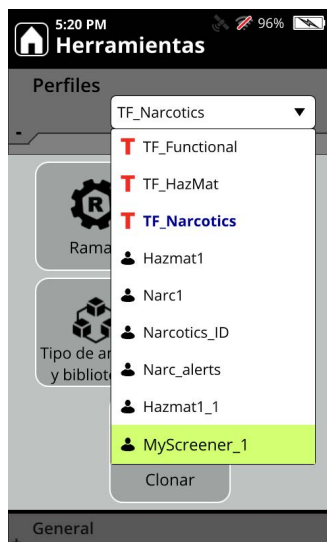 5:20 PM
96%
Herramientas
Perfiles
TF_Narcotics
T TF_Functional
T TF_HazMat
T TF_Narcotics
Hazmat1
Narc1
Narcotics_ID
Narc_alerts
Hazmat1_1
MyScreener_1
R
Rama
Tipo de an
y bibliote
Clonar
General